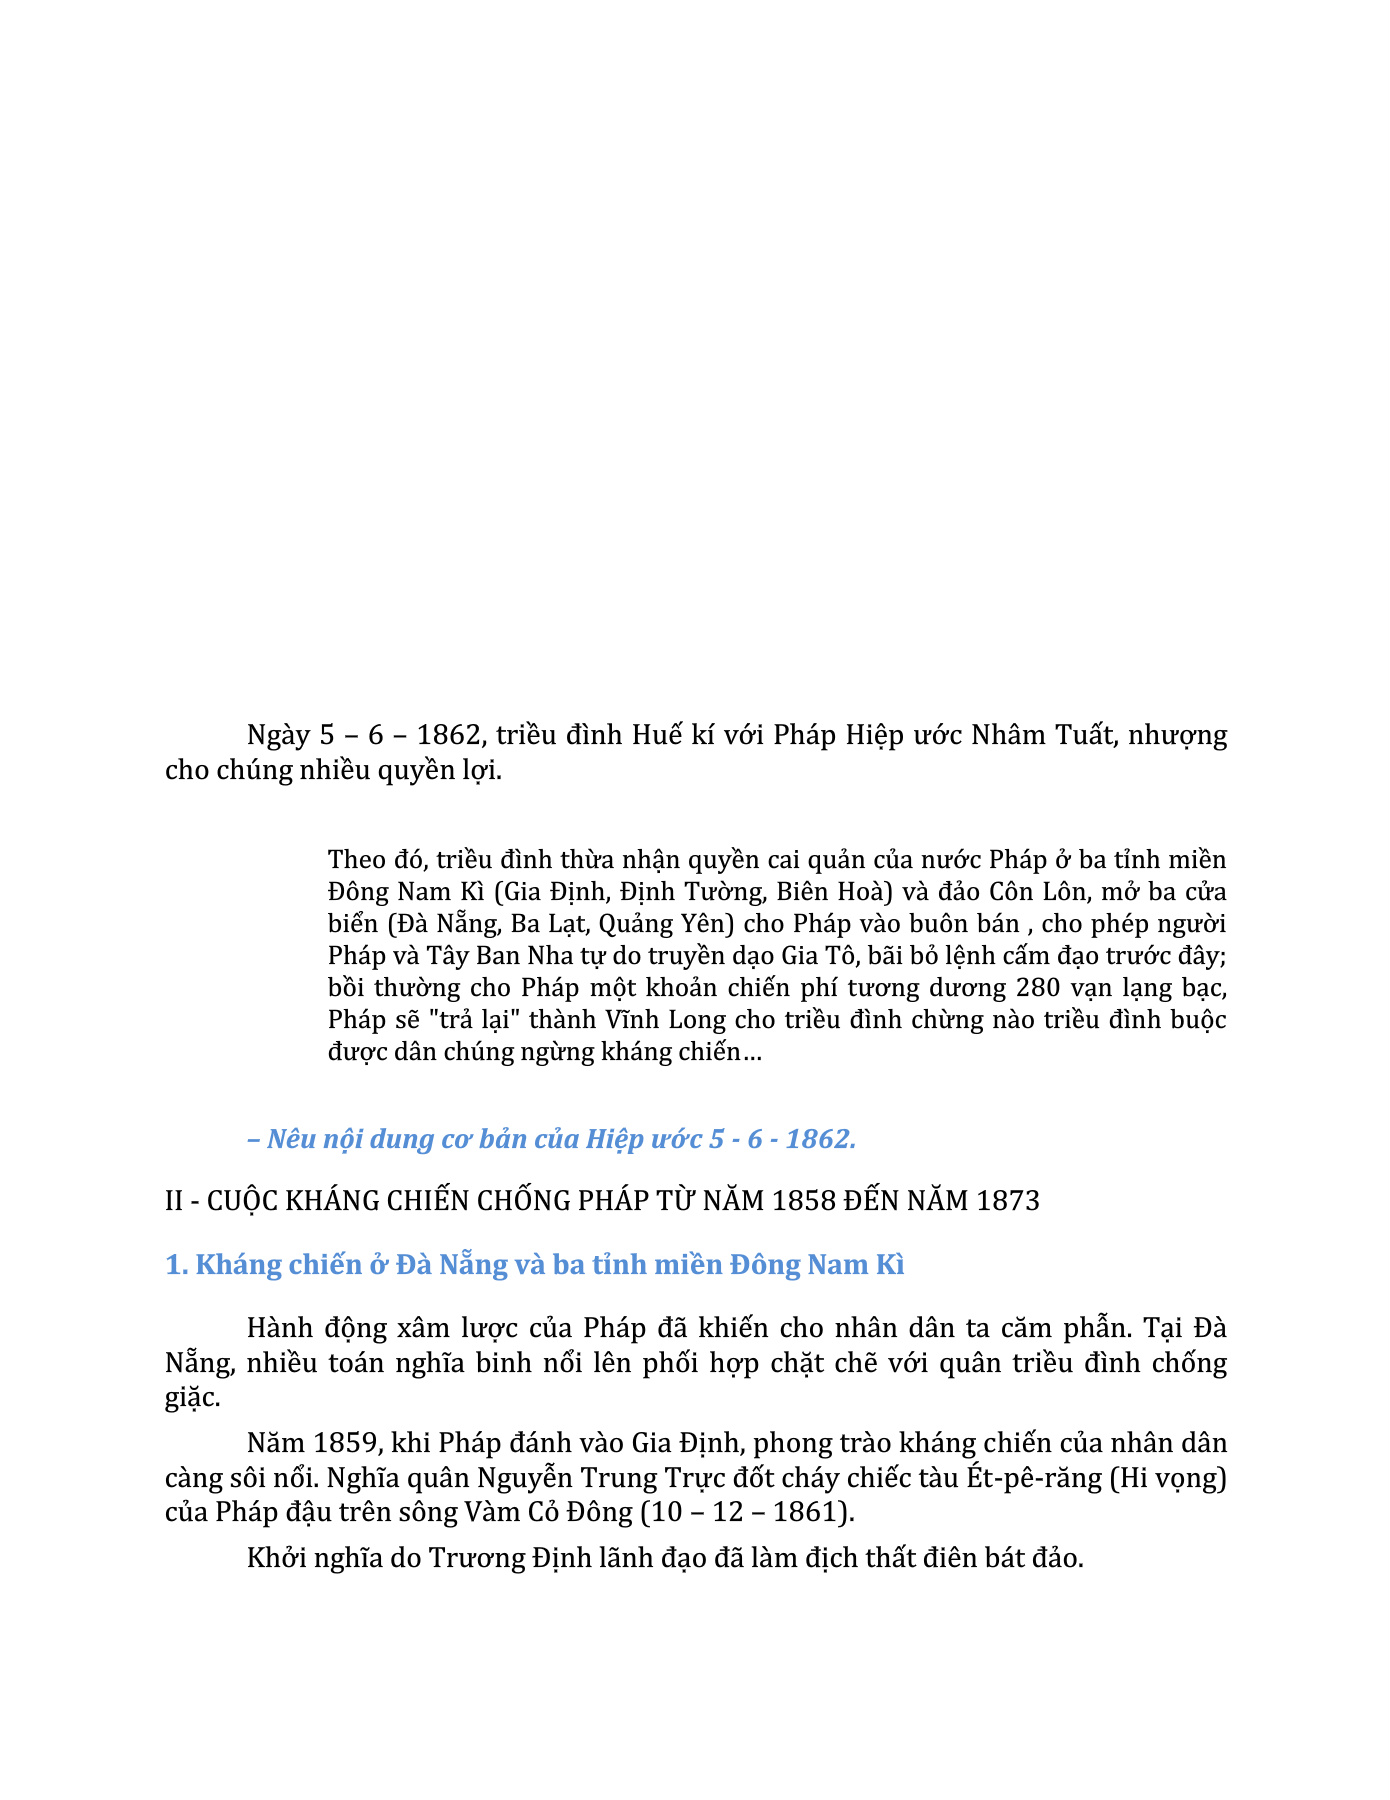 Ngày 5 – 6 – 1862, triều đình Huế kí với Pháp Hiệp ước Nhâm Tuất, nhượng
cho chúng nhiều quyền lợi.
Theo đó, triều đình thừa nhận quyền cai quản của nước Pháp ở ba tỉnh miền
Đông Nam Kì (Gia Định, Định Tường, Biên Hoà) và đảo Côn Lôn, mở ba cửa
biển (Đà Nẵng, Ba Lạt, Quảng Yên) cho Pháp vào buôn bán , cho phép người
Pháp và Tây Ban Nha tự do truyền dạo Gia Tô, bãi bỏ lệnh cấm đạo trước đây;
bồi thường cho Pháp một khoản chiến phí tương dương 280 vạn lạng bạc,
Pháp sẽ "trả lại" thành Vĩnh Long cho triều đình chừng nào triều đình buộc
được dân chúng ngừng kháng chiến…
– Nêu nội dung cơ bản của Hiệp ước 5 - 6 - 1862.
II - CUỘC KHÁNG CHIẾN CHỐNG PHÁP TỪ NĂM 1858 ĐẾN NĂM 1873
1. Kháng chiến ở Đà Nẵng và ba tỉnh miền Đông Nam Kì
Hành động xâm lược của Pháp đã khiến cho nhân dân ta căm phẫn. Tại Đà
Nẵng, nhiều toán nghĩa binh nổi lên phối hợp chặt chẽ với quân triều đình chống
giặc.
Năm 1859, khi Pháp đánh vào Gia Định, phong trào kháng chiến của nhân dân
càng sôi nổi. Nghĩa quân Nguyễn Trung Trực đốt cháy chiếc tàu Ét-pê-răng (Hi vọng)
của Pháp đậu trên sông Vàm Cỏ Đông (10 – 12 – 1861).
Khởi nghĩa do Trương Định lãnh đạo đã làm địch thất điên bát đảo.